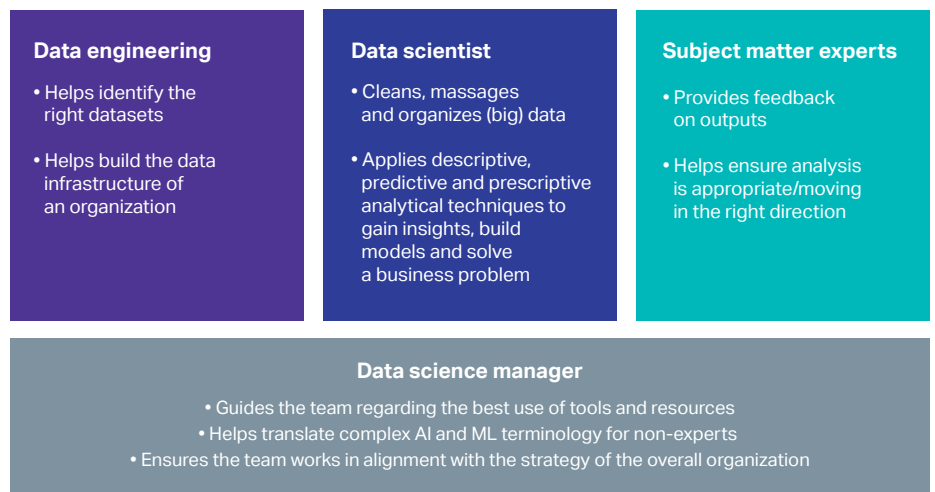 Data engineering
• Helps identify the
right datasets
• Helps build the data
infrastructure of
an organization
Data scientist
• Cleans, massages
and organizes (big) data
• Applies descriptive,
predictive and prescriptive
analytical techniques to
gain insights, build
models and solve
a business problem
Subject matter experts
• Provides feedback
on outputs
• Helps ensure analysis
is appropriate/moving
in the right direction
Data science manager
• Guides the team regarding the best use of tools and resources
• Helps translate complex AI and ML terminology for non-experts
• Ensures the team works in alignment with the strategy of the overall organization